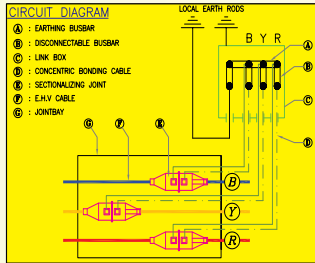 CIRCUIT DIAGRAM
LOCAL EARTH RODS
A : EARTHING BUSBAR
B : DISCONNECTABLE BUSBAR
C : LINK BOX
D : CONCENTRIC BONDING CABLE
E : SECTIONALIZING JOINT
F : E.H.V CABLE
G : JOINTBAY
B Y R
A
B
C
D
G
F
E
B
Y
R